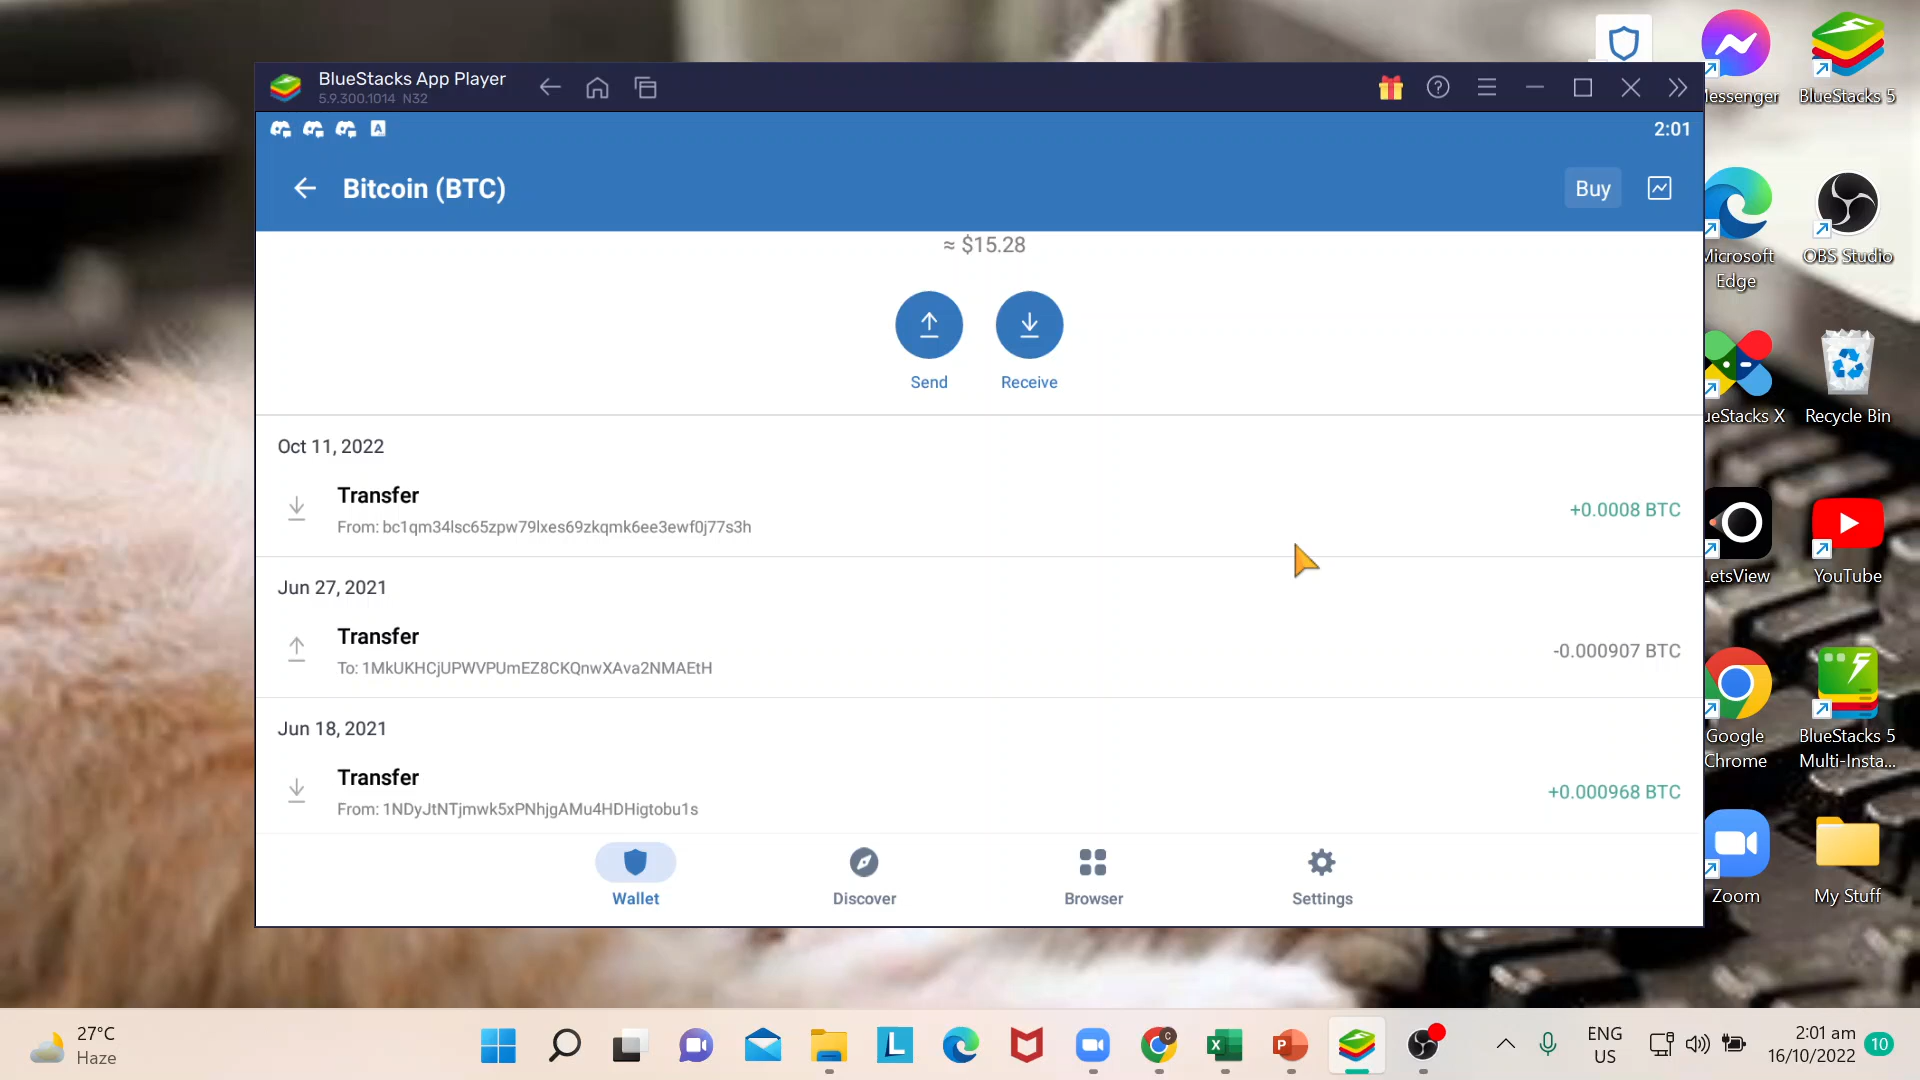 BlueStacks App Player
5.9.300.1014 N32
2:01
Bitcoin (BTC)
Buy
≈ $15.28
Send
Receive
Oct 11, 2022
Transfer
From: bc1qm34lsc65zpw79lxes69zkqmk6ee3ewf0j77s3h
+0.0008 BTC
Jun 27, 2021
Transfer
To: 1MkUKHCjUPWVPUmEZ8CKQnwXAva2NMAEtH
-0.000907 BTC
Jun 18, 2021
Transfer
From: 1NDyJtNTjmwk5xPNhjgAMu4HDHigtobu1s
+0.000968 BTC
Wallet
Discover
Browser
Settings
essenger
BlueStacks 5
Microsoft
Edge
OBS Studio
ueStacks X
Recycle Bin
LetsView
YouTube
Google
Chrome
BlueStacks 5
Multi-Insta...
Zoom
My Stuff
27°C
Haze
ENG
US
2:01 am
16/10/2022
10